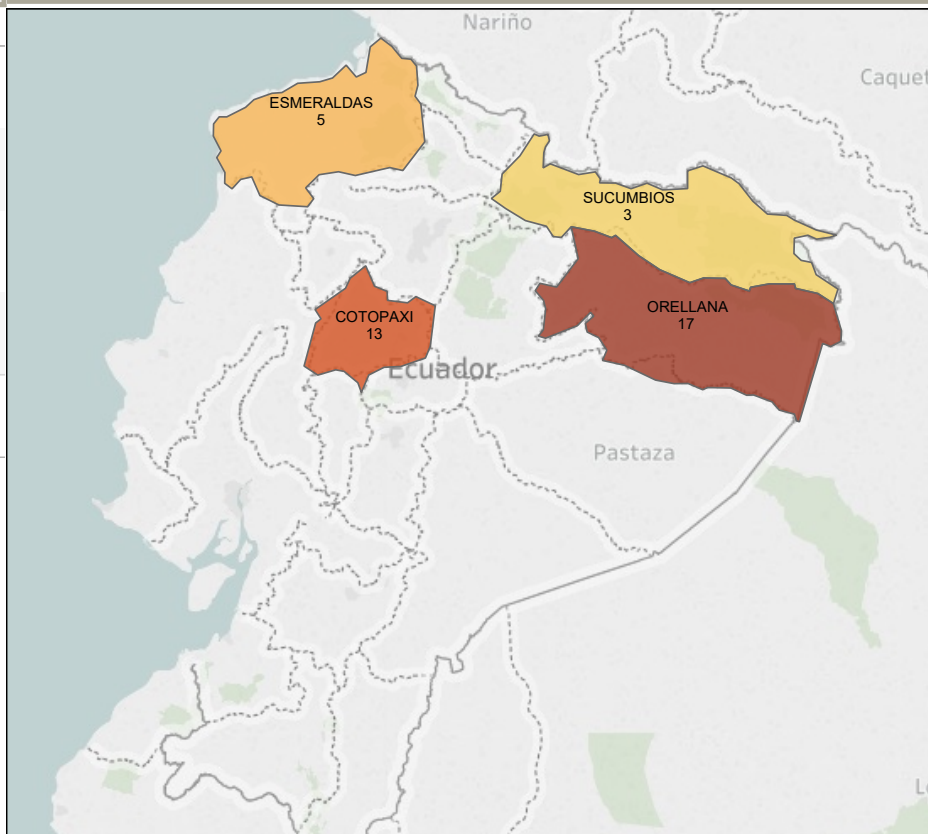 Nariño
Caquet
ESMERALDAS
5
SUCUMBIOS
3
ORELLANA
17
COTOPAXI
13
Ecuador
Pastaza